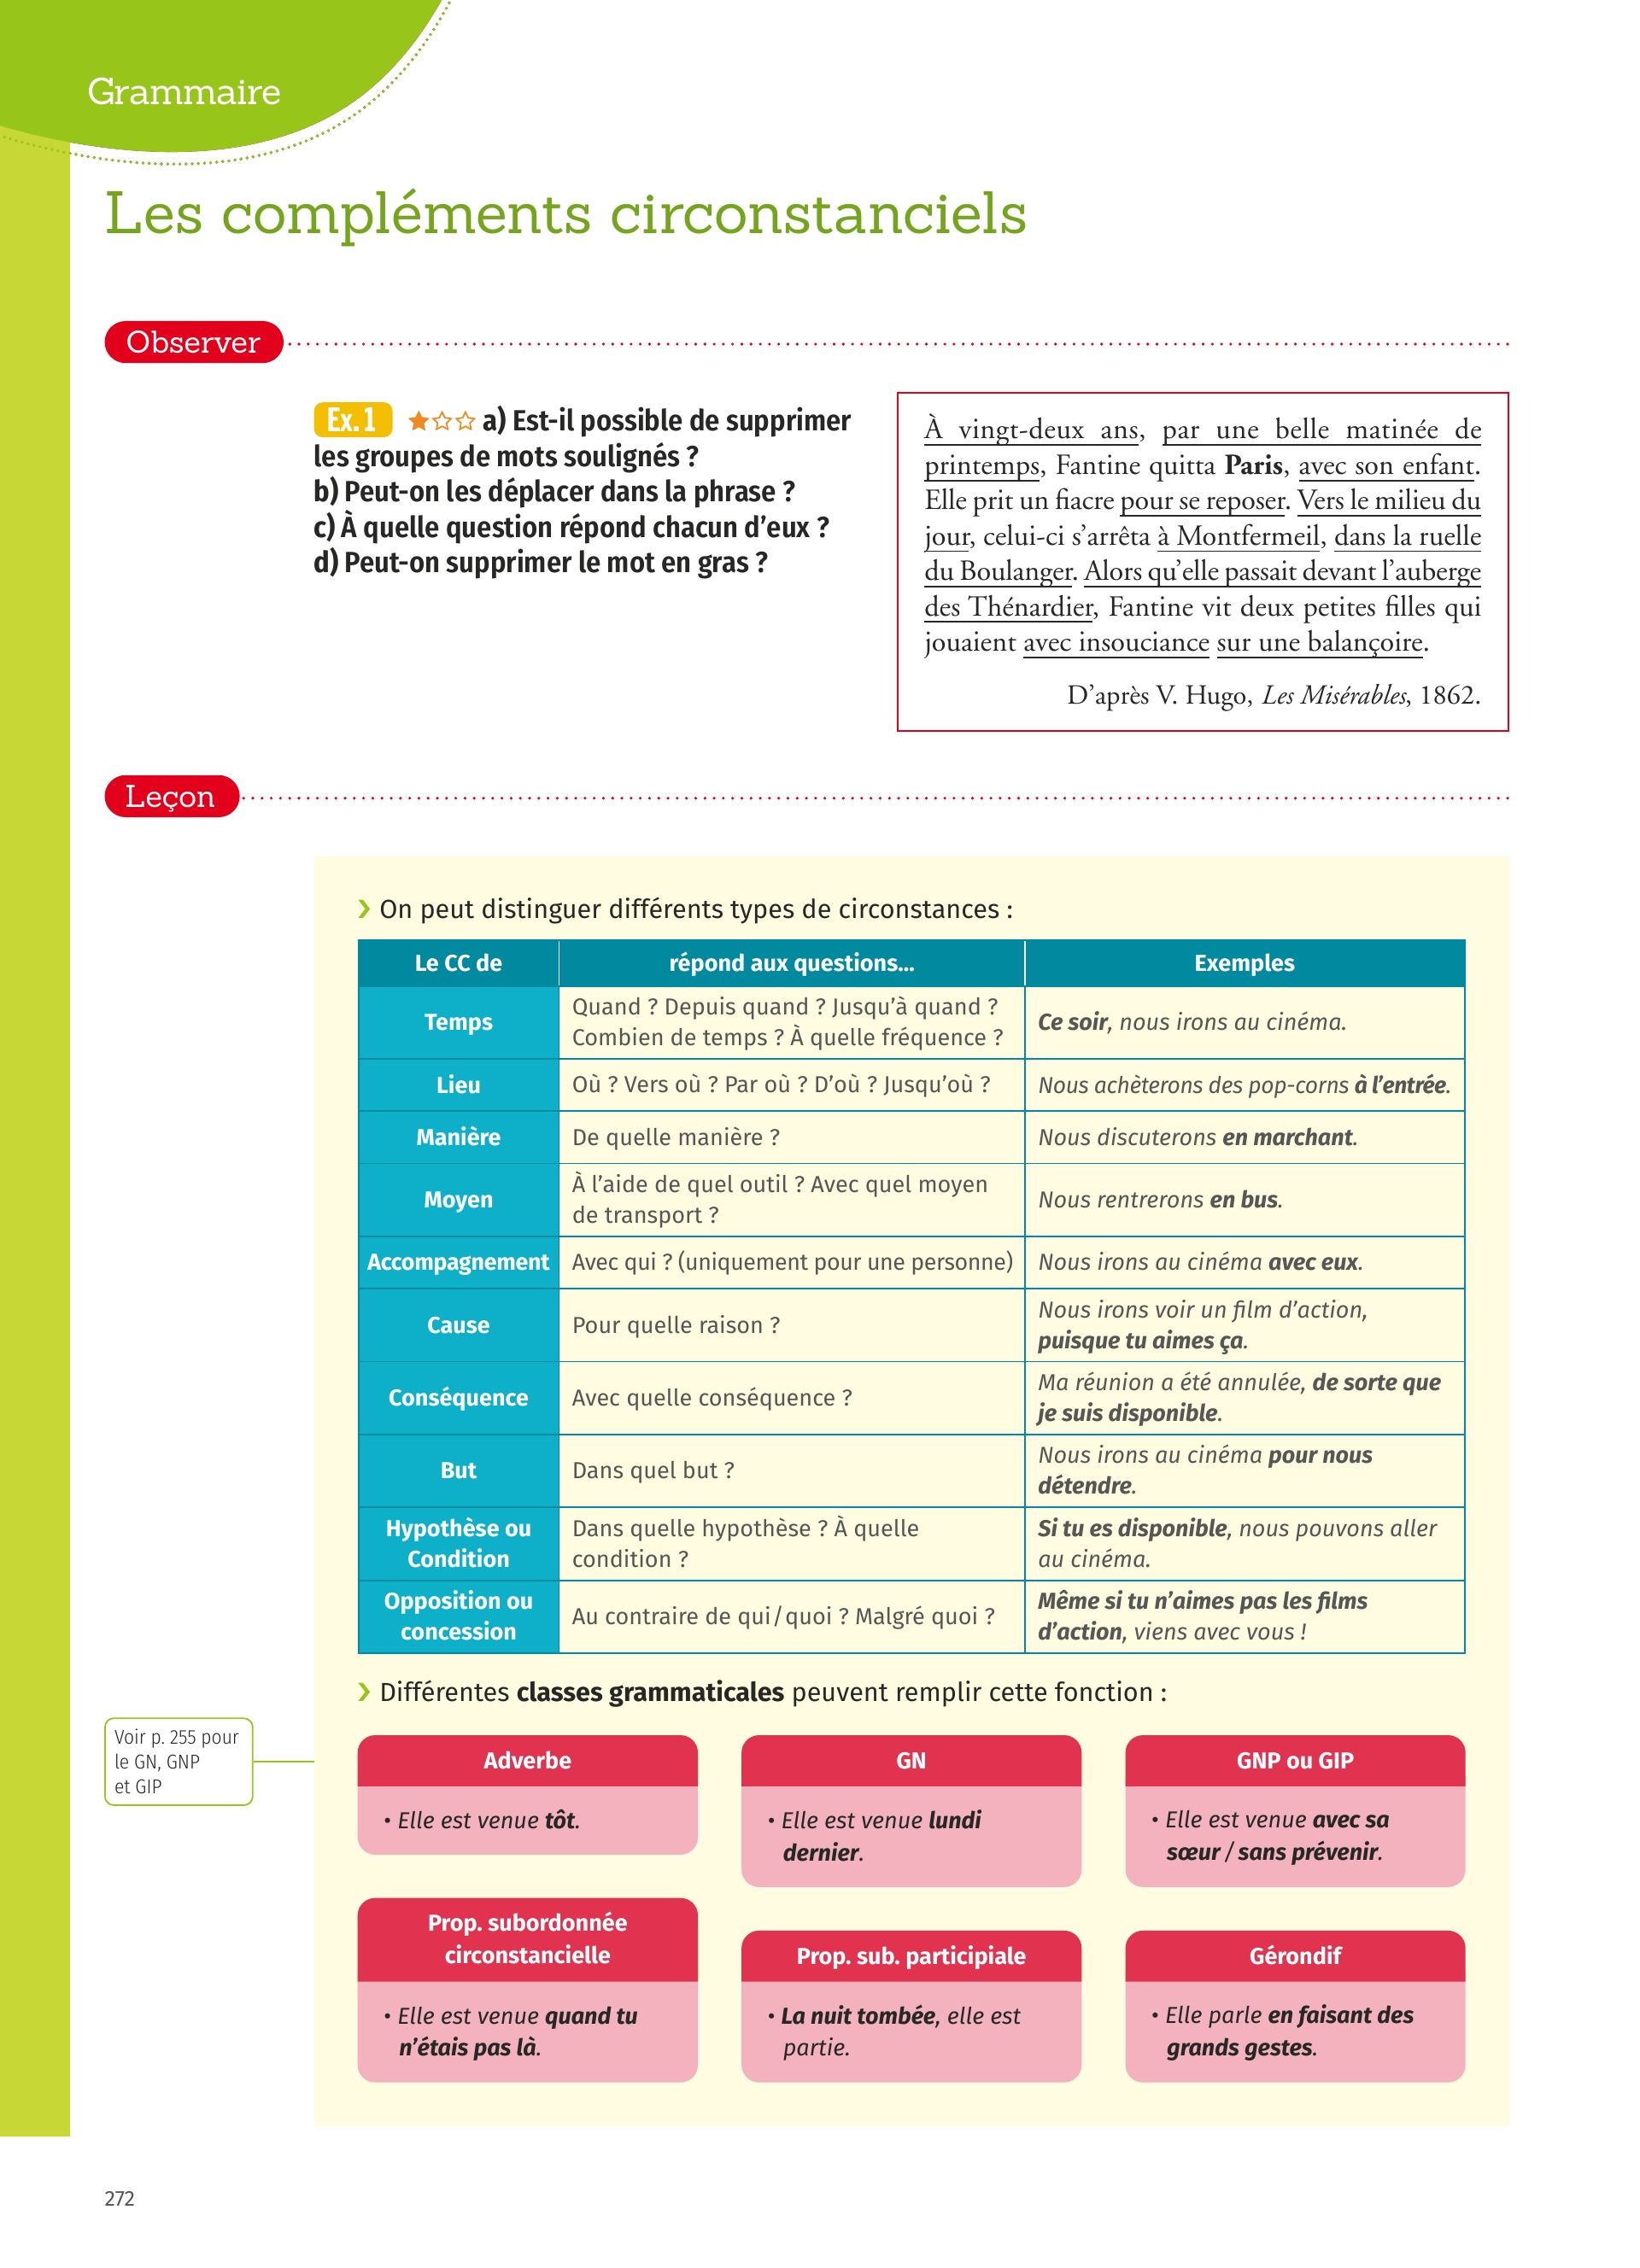 Grammaire
Les compléments circonstanciels
Observer
Ex. 1 ★☆☆ a) Est-il possible de supprimer
les groupes de mots soulignés ?
b) Peut-on les déplacer dans la phrase ?
c) À quelle question répond chacun d’eux ?
d) Peut-on supprimer le mot en gras ?
À vingt-deux ans, par une belle matinée de
printemps, Fantine quitta Paris, avec son enfant.
Elle prit un fiacre pour se reposer. Vers le milieu du
jour, celui-ci s’arrêta à Montfermeil, dans la ruelle
du Boulanger. Alors qu’elle passait devant l’auberge
des Thénardier, Fantine vit deux petites filles qui
jouaient avec insouciance sur une balançoire.
D’après V. Hugo, Les Misérables, 1862.
Leçon
› On peut distinguer différents types de circonstances :
Le CC de
répond aux questions...
Exemples
Temps
Quand ? Depuis quand ? Jusqu’à quand ?
Combien de temps ? À quelle fréquence ?
Ce soir, nous irons au cinéma.
Lieu
Où ? Vers où ? Par où ? D’où ? Jusqu’où ?
Nous achèterons des pop-corns à l’entrée.
Manière
De quelle manière ?
Nous discuterons en marchant.
Moyen
À l’aide de quel outil ? Avec quel moyen
de transport ?
Nous rentrerons en bus.
Accompagnement
Avec qui ? (uniquement pour une personne)
Nous irons au cinéma avec eux.
Cause
Pour quelle raison ?
Nous irons voir un film d’action,
puisque tu aimes ça.
Conséquence
Avec quelle conséquence ?
Ma réunion a été annulée, de sorte que
je suis disponible.
But
Dans quel but ?
Nous irons au cinéma pour nous
détendre.
Hypothèse ou
Condition
Dans quelle hypothèse ? À quelle
condition ?
Si tu es disponible, nous pouvons aller
au cinéma.
Opposition ou
concession
Au contraire de qui / quoi ? Malgré quoi ?
Même si tu n’aimes pas les films
d’action, viens avec vous !
› Différentes classes grammaticales peuvent remplir cette fonction :
Voir p. 255 pour
le GN, GNP
et GIP
Adverbe
• Elle est venue tôt.
GN
• Elle est venue lundi
dernier.
GNP ou GIP
• Elle est venue avec sa
sœur / sans prévenir.
Prop. subordonnée
circonstancielle
• Elle est venue quand tu
n’étais pas là.
Prop. sub. participiale
• La nuit tombée, elle est
partie.
Gérondif
• Elle parle en faisant des
grands gestes.
272